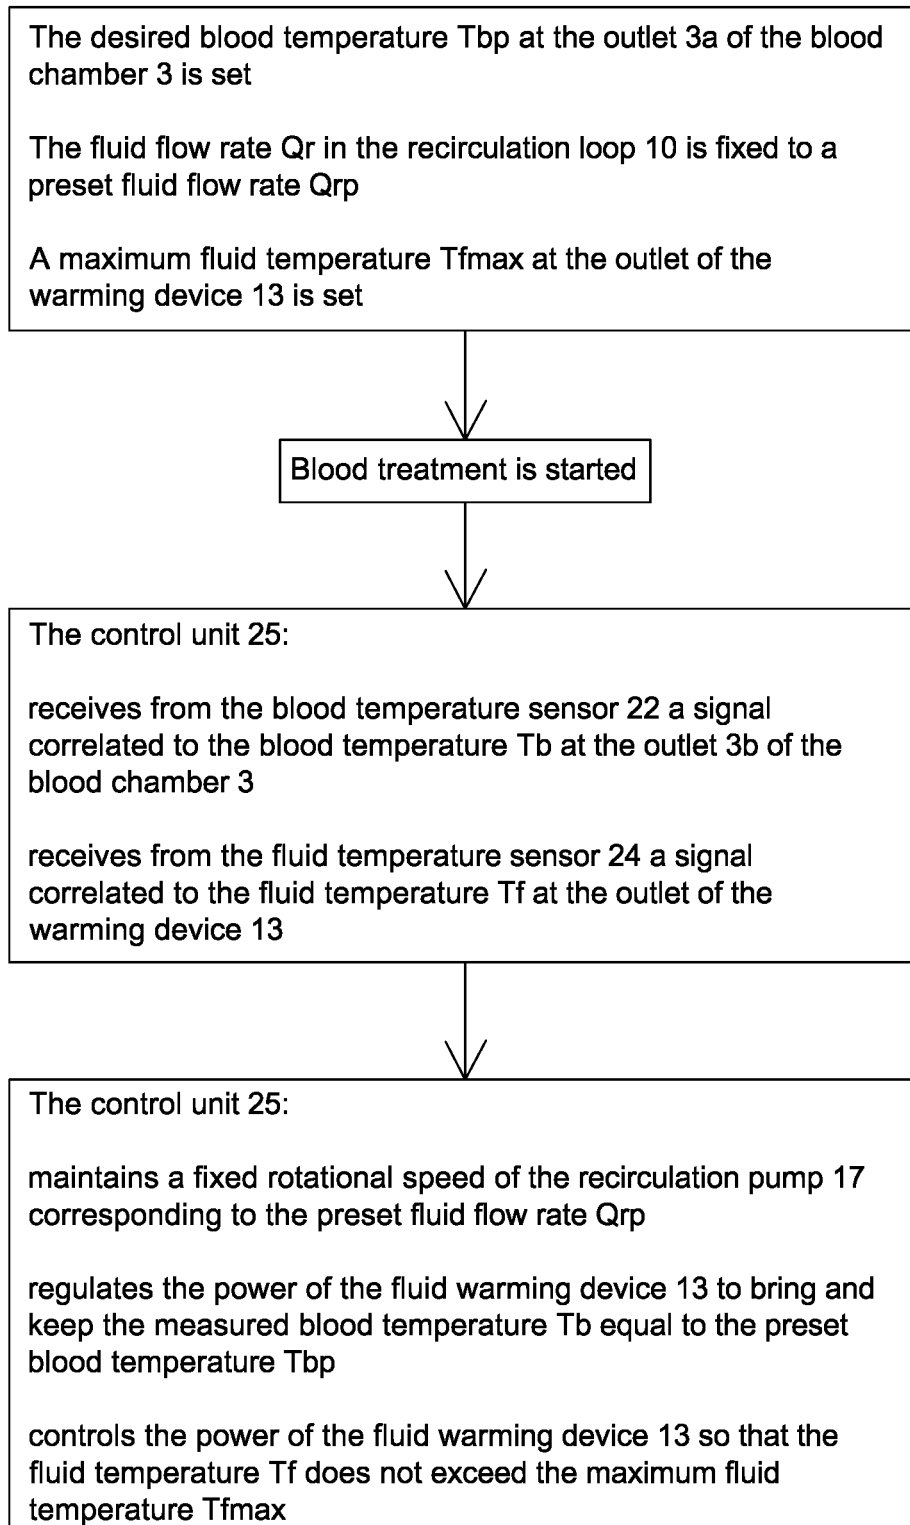 The desired blood temperature Tbp at the outlet 3a of the blood
chamber 3 is set
The fluid flow rate Qr in the recirculation loop 10 is fixed to a
preset fluid flow rate Qrp
A maximum fluid temperature Tfmax at the outlet of the
warming device 13 is set
Blood treatment is started
The control unit 25:
receives from the blood temperature sensor 22 a signal
correlated to the blood temperature Tb at the outlet 3b of the
blood chamber 3
receives from the fluid temperature sensor 24 a signal
correlated to the fluid temperature Tf at the outlet of the
warming device 13
The control unit 25:
maintains a fixed rotational speed of the recirculation pump 17
corresponding to the preset fluid flow rate Qrp
regulates the power of the fluid warming device 13 to bring and
keep the measured blood temperature Tb equal to the preset
blood temperature Tbp
controls the power of the fluid warming device 13 so that the
fluid temperature Tf does not exceed the maximum fluid
temperature Tfmax